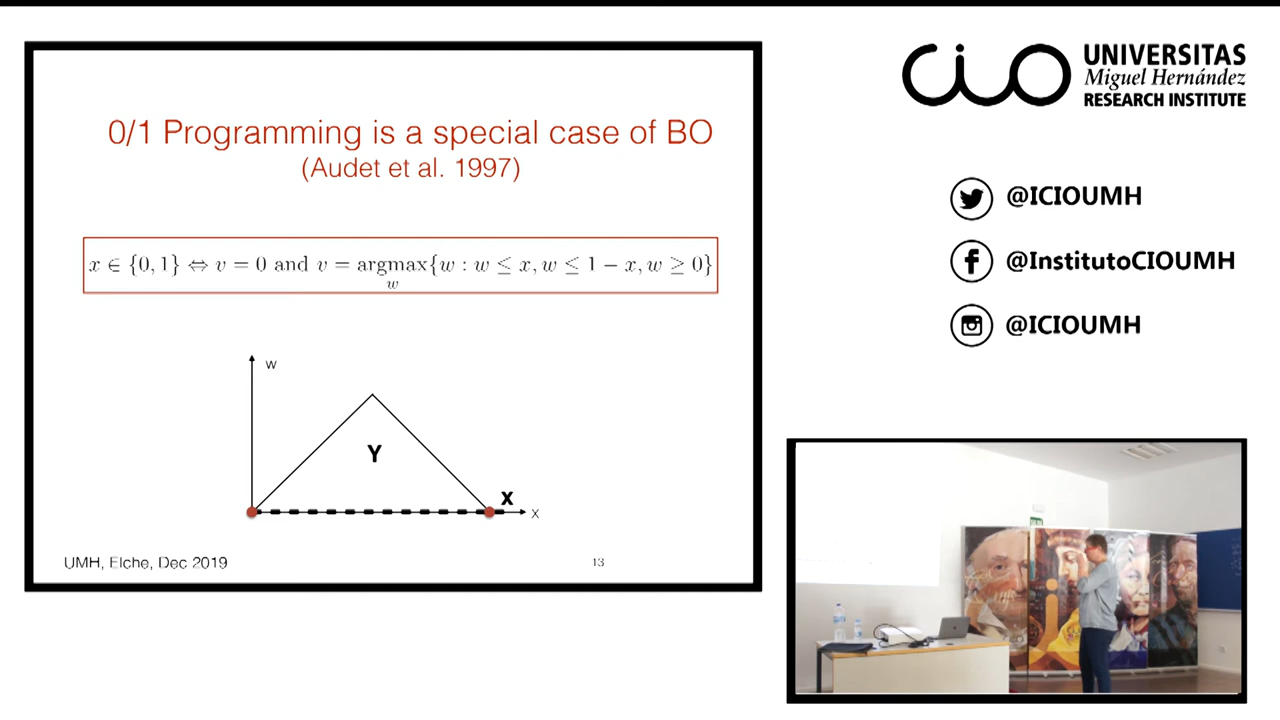 0/1 Programming is a special case of BO
(Audet et al. 1997)
x ∈ {0, 1} ⇔ v = 0 and v = argmax{w : w ≤ x, w ≤ 1 − x, w ≥ 0}
w
w
Y
X
x
UMH, Elche, Dec 2019
13
cio
UNIVERSITAS
Miguel Hernández
RESEARCH INSTITUTE
@ICIOUMH
@InstitutoCIOUMH
@ICIOUMH